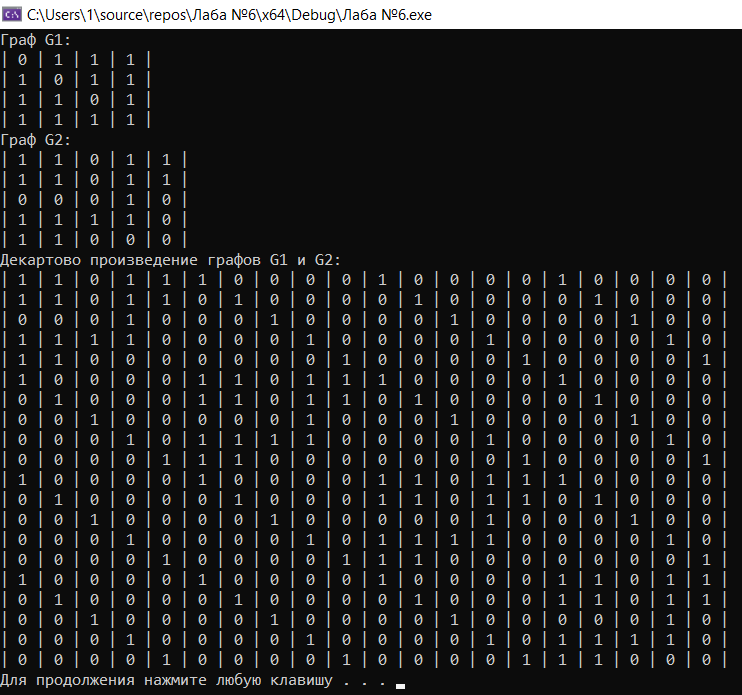 C:\Users\1\source\repos\Лаба №6\x64\Debug\Лаба №6.exe
Граф G1:
| 0 | 1 | 1 | 1 |
| 1 | 0 | 1 | 1 |
| 1 | 1 | 0 | 1 |
| 1 | 1 | 1 | 1 |
Граф G2:
| 1 | 1 | 0 | 1 | 1 |
| 1 | 1 | 0 | 1 | 1 |
| 0 | 0 | 0 | 1 | 0 |
| 1 | 1 | 1 | 1 | 0 |
| 1 | 1 | 0 | 0 | 0 |
Декартово произведение графов G1 и G2:
| 1 | 1 | 0 | 1 | 1 | 1 | 0 | 0 | 0 | 0 | 1 | 0 | 0 | 0 | 0 | 1 | 0 | 0 | 0 | 0 |
| 1 | 1 | 0 | 1 | 1 | 0 | 1 | 0 | 0 | 0 | 0 | 1 | 0 | 0 | 0 | 0 | 1 | 0 | 0 | 0 |
| 0 | 0 | 0 | 1 | 0 | 0 | 0 | 1 | 0 | 0 | 0 | 0 | 1 | 0 | 0 | 0 | 0 | 1 | 0 | 0 |
| 1 | 1 | 1 | 1 | 0 | 0 | 0 | 0 | 1 | 0 | 0 | 0 | 0 | 1 | 0 | 0 | 0 | 0 | 1 | 0 |
| 1 | 1 | 0 | 0 | 0 | 0 | 0 | 0 | 0 | 1 | 0 | 0 | 0 | 0 | 1 | 0 | 0 | 0 | 0 | 1 |
| 1 | 0 | 0 | 0 | 0 | 1 | 1 | 0 | 1 | 1 | 1 | 0 | 0 | 0 | 0 | 1 | 0 | 0 | 0 | 0 |
| 0 | 1 | 0 | 0 | 0 | 1 | 1 | 0 | 1 | 1 | 0 | 1 | 0 | 0 | 0 | 0 | 1 | 0 | 0 | 0 |
| 0 | 0 | 1 | 0 | 0 | 0 | 0 | 0 | 1 | 0 | 0 | 0 | 1 | 0 | 0 | 0 | 0 | 1 | 0 | 0 |
| 0 | 0 | 0 | 1 | 0 | 1 | 1 | 1 | 1 | 0 | 0 | 0 | 0 | 1 | 0 | 0 | 0 | 0 | 1 | 0 |
| 0 | 0 | 0 | 0 | 1 | 1 | 1 | 0 | 0 | 0 | 0 | 0 | 0 | 0 | 1 | 0 | 0 | 0 | 0 | 1 |
| 1 | 0 | 0 | 0 | 0 | 1 | 0 | 0 | 0 | 0 | 1 | 1 | 0 | 1 | 1 | 1 | 0 | 0 | 0 | 0 |
| 0 | 1 | 0 | 0 | 0 | 0 | 1 | 0 | 0 | 0 | 1 | 1 | 0 | 1 | 1 | 0 | 1 | 0 | 0 | 0 |
| 0 | 0 | 1 | 0 | 0 | 0 | 0 | 1 | 0 | 0 | 0 | 0 | 0 | 1 | 0 | 0 | 0 | 1 | 0 | 0 |
| 0 | 0 | 0 | 1 | 0 | 0 | 0 | 0 | 1 | 0 | 1 | 1 | 1 | 1 | 0 | 0 | 0 | 0 | 1 | 0 |
| 0 | 0 | 0 | 0 | 1 | 0 | 0 | 0 | 0 | 1 | 1 | 1 | 0 | 0 | 0 | 0 | 0 | 0 | 0 | 1 |
| 1 | 0 | 0 | 0 | 0 | 1 | 0 | 0 | 0 | 0 | 1 | 0 | 0 | 0 | 0 | 1 | 1 | 0 | 1 | 1 |
| 0 | 1 | 0 | 0 | 0 | 0 | 1 | 0 | 0 | 0 | 0 | 1 | 0 | 0 | 0 | 1 | 1 | 0 | 1 | 1 |
| 0 | 0 | 1 | 0 | 0 | 0 | 0 | 1 | 0 | 0 | 0 | 0 | 1 | 0 | 0 | 0 | 0 | 0 | 1 | 0 |
| 0 | 0 | 0 | 1 | 0 | 0 | 0 | 0 | 1 | 0 | 0 | 0 | 0 | 1 | 0 | 1 | 1 | 1 | 1 | 0 |
| 0 | 0 | 0 | 0 | 1 | 0 | 0 | 0 | 0 | 1 | 0 | 0 | 0 | 0 | 1 | 1 | 1 | 0 | 0 | 0 |
Для продолжения нажмите любую клавишу . . .